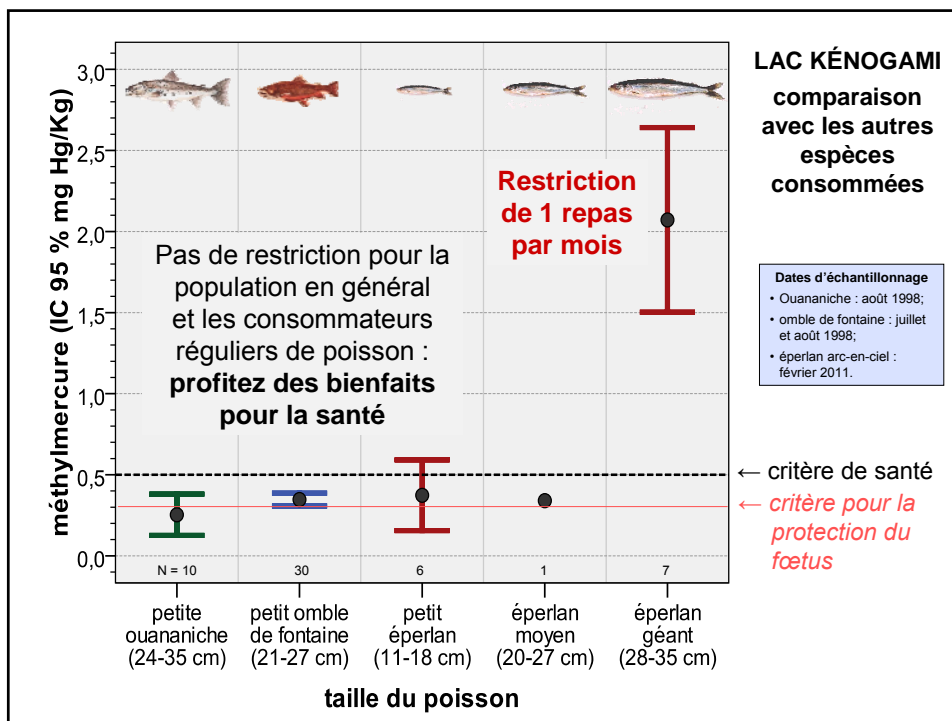 LAC KÉNOGAMI
comparaison
avec les autres
espèces
consommées
méthylmercure (IC 95 % mg Hg/Kg)
3,0
2,5
2,0
1,5
1,0
0,5
0,0
Restriction
de 1 repas
par mois
Pas de restriction pour la
population en général
et les consommateurs
réguliers de poisson :
profitez des bienfaits
pour la santé
Dates d'échantillonnage
• Ouananiche : août 1998;
• omble de fontaine : juillet
et août 1998;
• éperlan arc-en-ciel :
février 2011.
← critère de santé
← critère pour la
protection du
fœtus
N = 10 30 6 1 7
petite
ouananiche
(24-35 cm)
petit omble
de fontaine
(21-27 cm)
petit
éperlan
(11-18 cm)
éperlan
moyen
(20-27 cm)
éperlan
géant
(28-35 cm)
taille du poisson